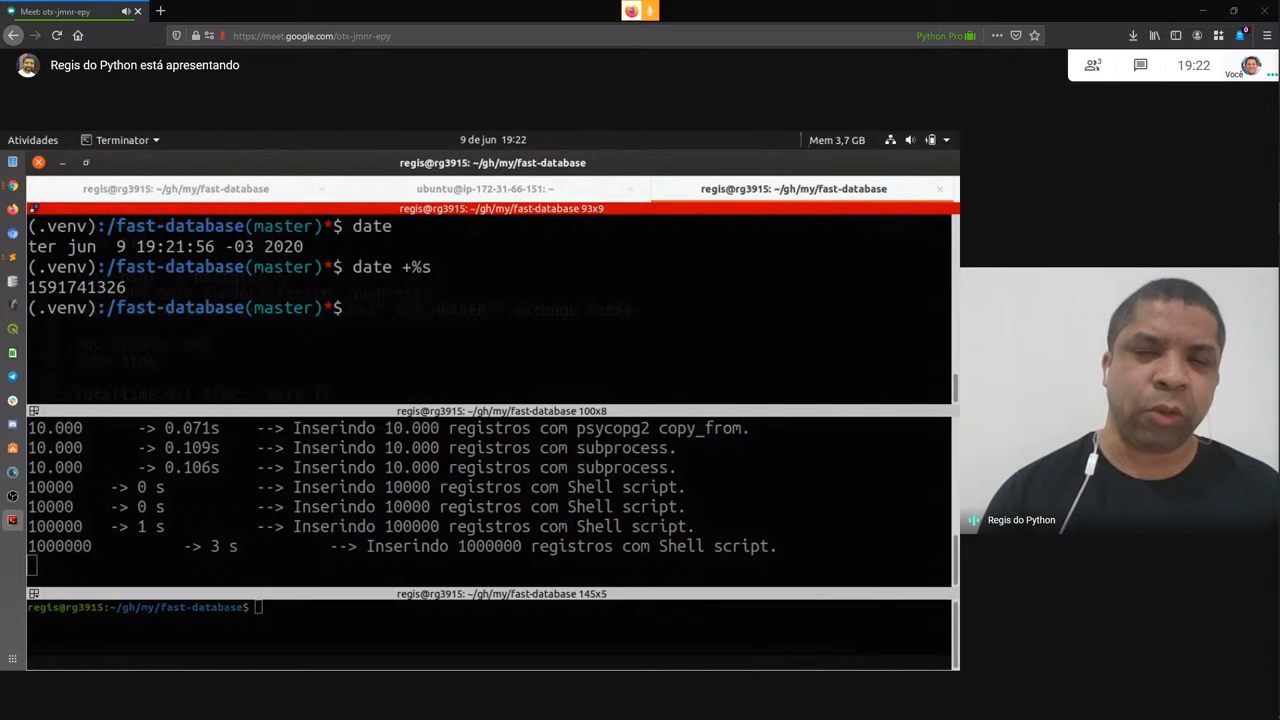 Meet: otx-jmnr-epy
https://meet.google.com/otx-jmnr-epy
Python Pro
Regis do Python está apresentando
3
19:22
Você
Atividades
Terminator
9 de jun 19:22
Mem 3,7 GB
regis@rg3915: ~/gh/my/fast-database
regis@rg3915: ~/gh/my/fast-database
ubuntu@ip-172-31-66-151: ~
regis@rg3915: ~/gh/my/fast-database
regis@rg3915: ~/gh/my/fast-database 93x9
(.venv):/fast-database(master)*$ date
ter jun  9 19:21:56 -03 2020
(.venv):/fast-database(master)*$ date +%s
1591741326
(.venv):/fast-database(master)*$
regis@rg3915: ~/gh/my/fast-database 100x8
10.000 -> 0.071s --> Inserindo 10.000 registros com psycopg2 copy_from.
10.000 -> 0.109s --> Inserindo 10.000 registros com subprocess.
10.000 -> 0.106s --> Inserindo 10.000 registros com subprocess.
10000 -> 0 s --> Inserindo 10000 registros com Shell script.
10000 -> 0 s --> Inserindo 10000 registros com Shell script.
100000 -> 1 s --> Inserindo 100000 registros com Shell script.
1000000 -> 3 s --> Inserindo 1000000 registros com Shell script.
regis@rg3915: ~/gh/my/fast-database 145x5
regis@rg3915:~/gh/my/fast-database$
Regis do Python